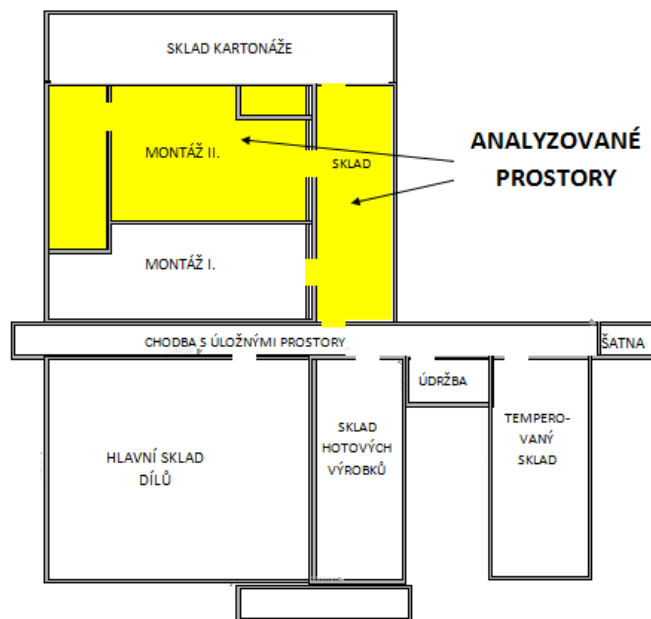 SKLAD KARTONÁŽE
ANALYZOVANÉ
PROSTORY
MONTÁŽ II.
SKLAD
MONTÁŽ I.
CHODBA S ÚLOŽNÝMI PROSTORY
ŠATNA
ÚDRŽBA
HLAVNÍ SKLAD
DÍLŮ
SKLAD
HOTOVÝCH
VÝROBKŮ
TEMPERO-
VANÝ
SKLAD